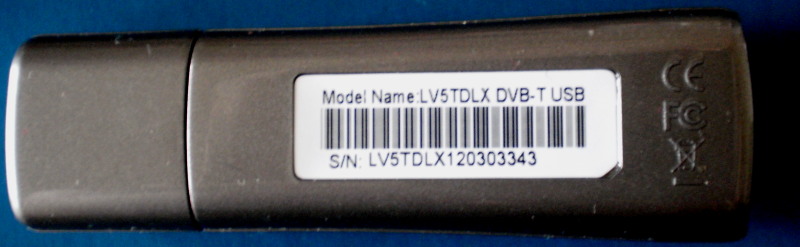 Model Name:LV5TDLX DVB-T USB
S/N: LV5TDLX120303343
CE
FC